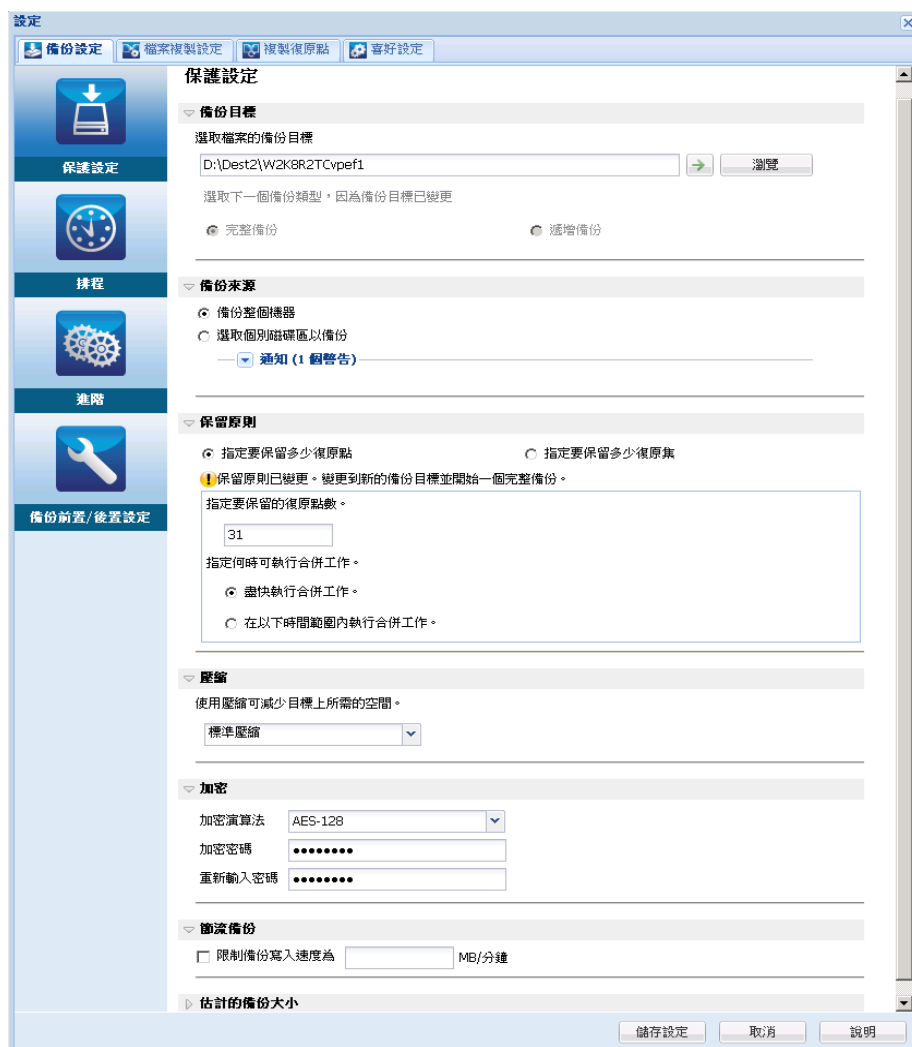 設定
備份設定 檔案複製設定 複製復原點 喜好設定
保護設定
排程
進階
備份前置/後置設定
保護設定
備份目標
選取檔案的備份目標
D:\Dest2\W2K8R2TCvpef1 瀏覽
選取下一個備份類型，因為備份目標已變更
完整備份 遞增備份
備份來源
備份整個機器
選取個別磁碟區以備份
通知 (1 個警告)
保留原則
指定要保留多少復原點 指定要保留多少復原集
保留原則已變更。變更到新的備份目標並開始一個完整備份。
指定要保留的復原點數。
31
指定何時可執行合併工作。
盡快執行合併工作。
在以下時間範圍內執行合併工作。
壓縮
使用壓縮可減少目標上所需的空間。
標準壓縮
加密
加密演算法 AES-128
加密密碼 ••••••••
重新輸入密碼 ••••••••
節流備份
限制備份寫入速度為 MB/分鐘
估計的備份大小
儲存設定 取消 說明